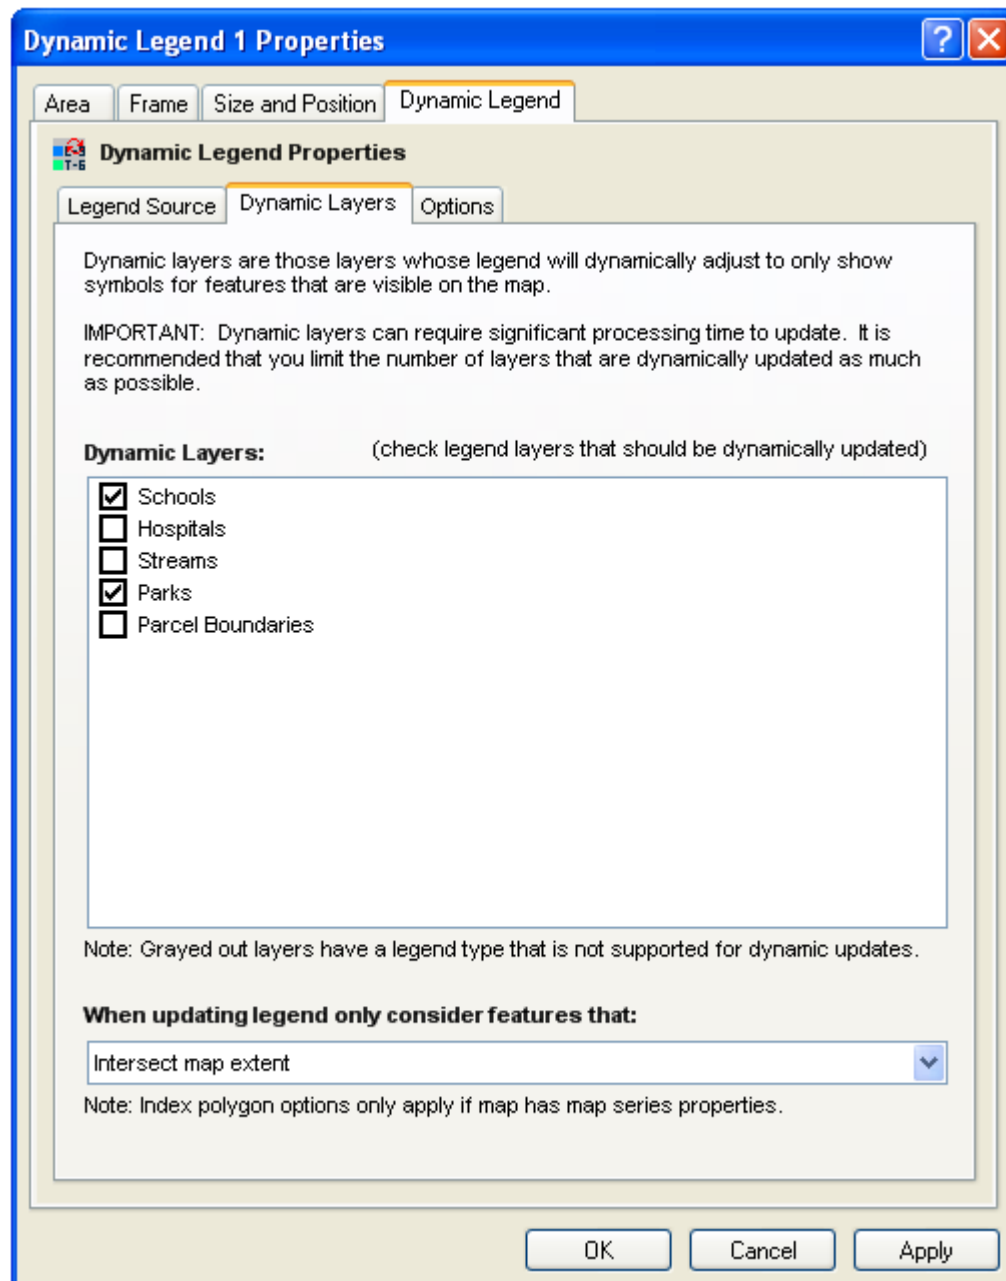 Dynamic Legend 1 Properties
Area Frame Size and Position Dynamic Legend
Dynamic Legend Properties
Legend Source Dynamic Layers Options
Dynamic layers are those layers whose legend will dynamically adjust to only show
symbols for features that are visible on the map.
IMPORTANT: Dynamic layers can require significant processing time to update. It is
recommended that you limit the number of layers that are dynamically updated as much
as possible.
Dynamic Layers: (check legend layers that should be dynamically updated)
Schools
Hospitals
Streams
Parks
Parcel Boundaries
Note: Grayed out layers have a legend type that is not supported for dynamic updates.
When updating legend only consider features that:
Intersect map extent
Note: Index polygon options only apply if map has map series properties.
OK Cancel Apply